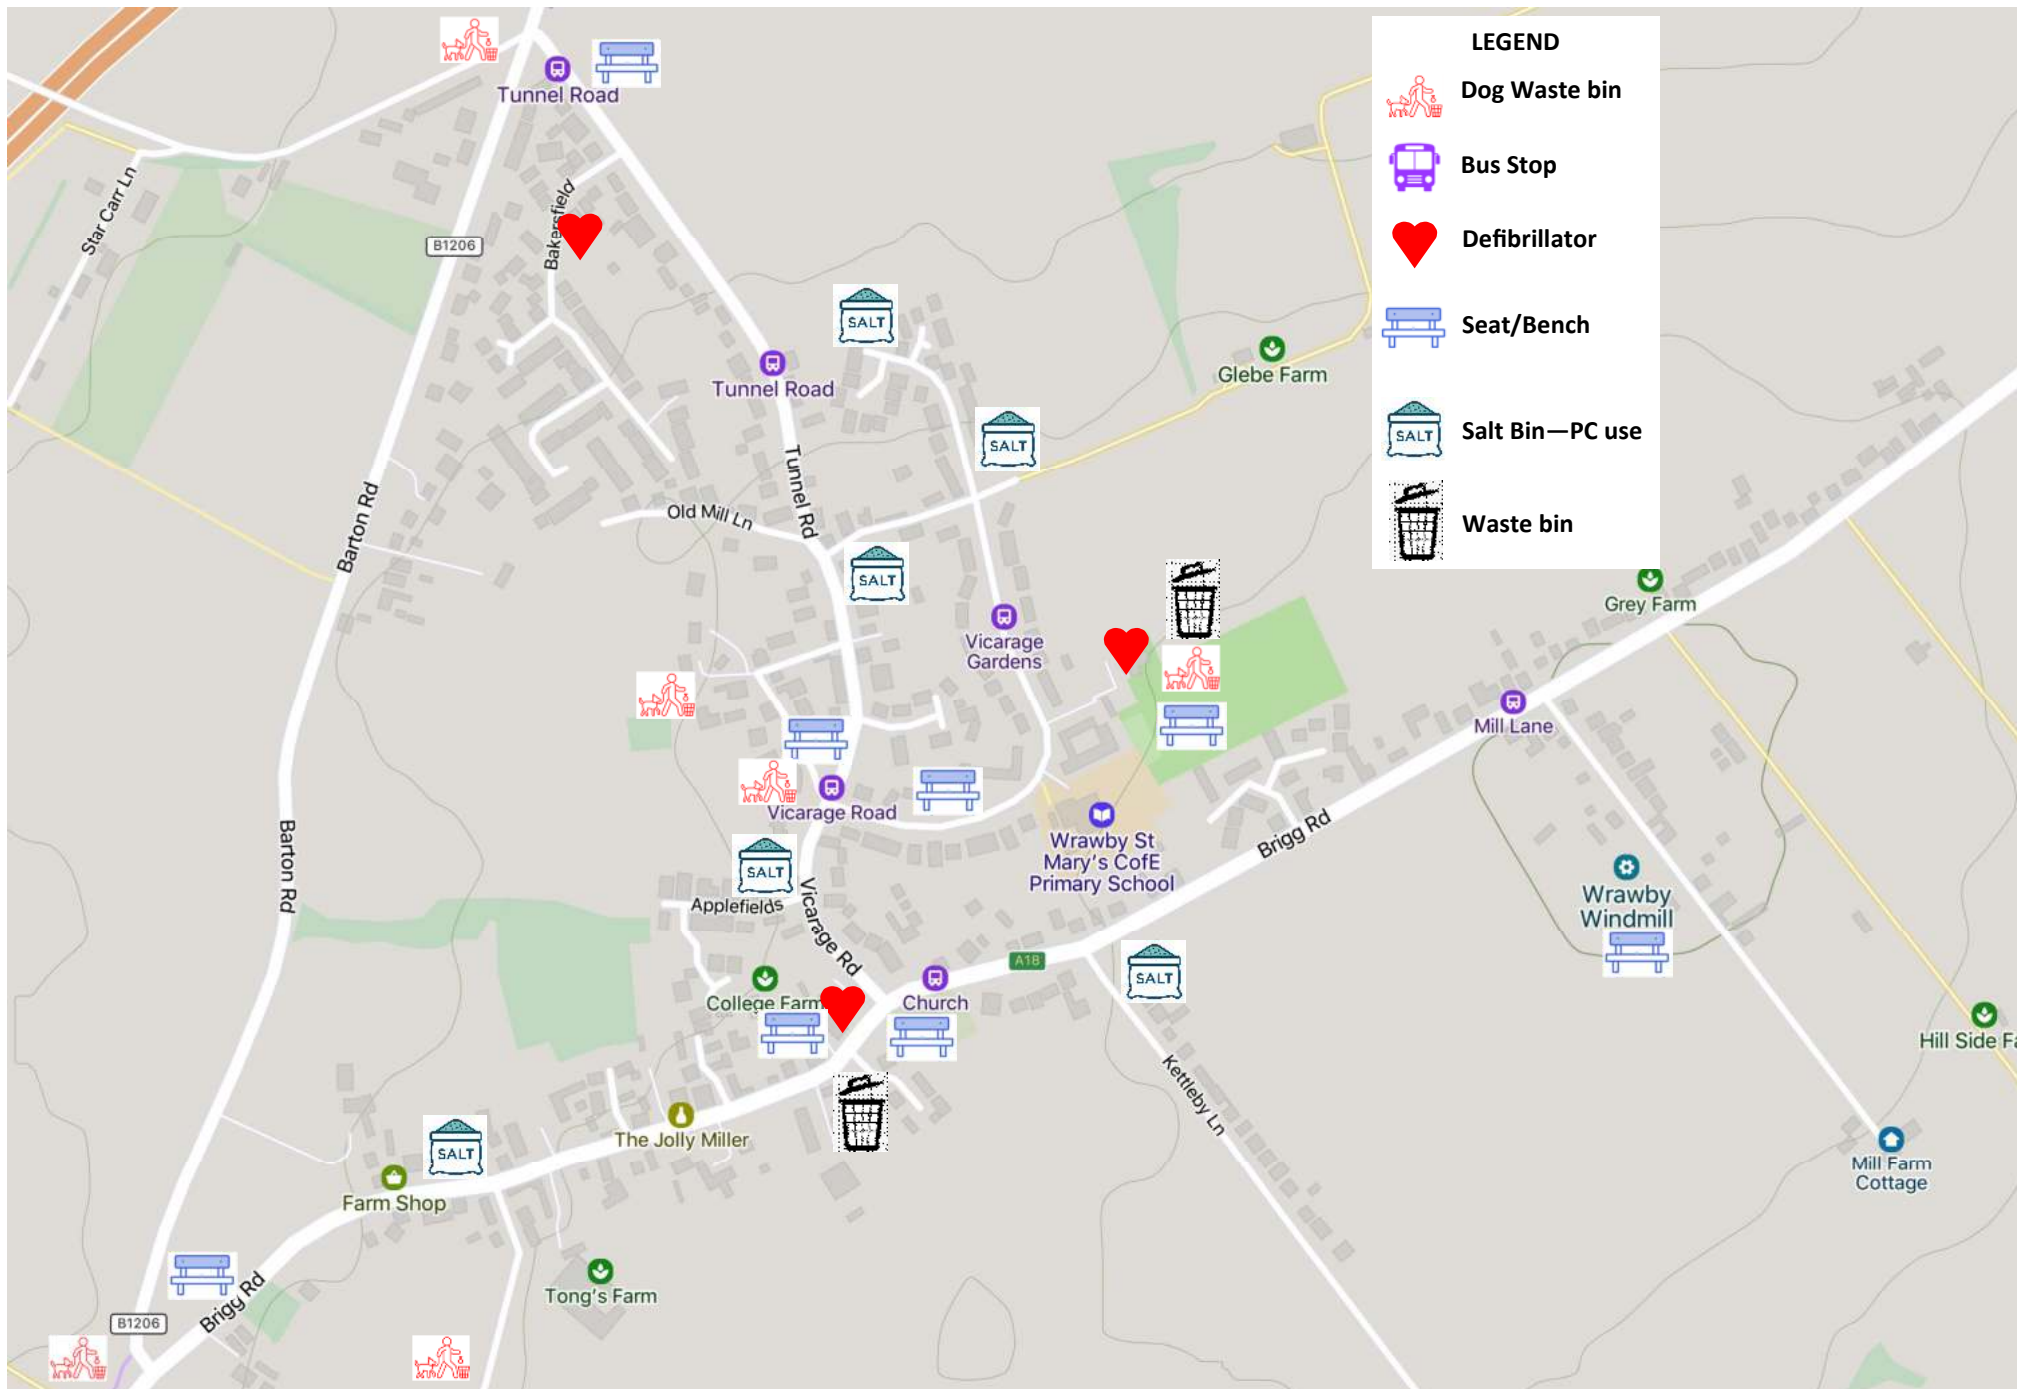 LEGEND
Dog Waste bin
Bus Stop
Defibrillator
Seat/Bench
SALT
Salt Bin—PC use
Waste bin
Tunnel Road
Star Carr Ln
Bakersfield
B1206
SALT
Glebe Farm
Tunnel Road
SALT
Tunnel Rd
Barton Rd
Old Mill Ln
SALT
Grey Farm
Vicarage
Gardens
Mill Lane
Vicarage Road
Barton Rd
Wrawby St
Mary's CofE
Primary School
Brigg Rd
SALT
Applefields
Vicarage Rd
Wrawby
Windmill
A18
SALT
College Farm
Church
Hill Side Fa
Kettleby Ln
The Jolly Miller
SALT
Mill Farm
Cottage
Farm Shop
Tong's Farm
Brigg Rd
B1206